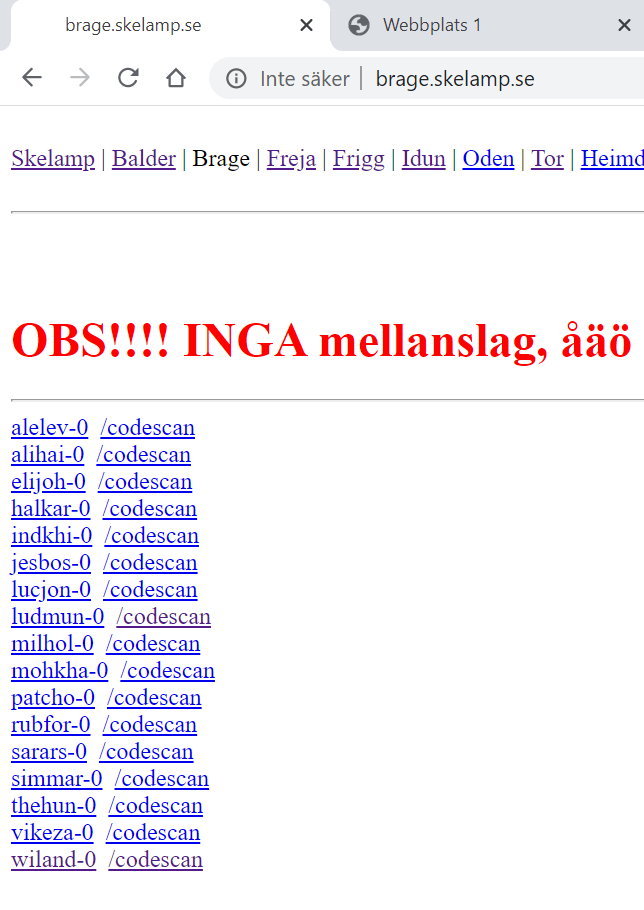 brage.skelamp.se
Webbplats 1
Inte säker | brage.skelamp.se
Skelamp | Balder | Brage | Freja | Frigg | Idun | Oden | Tor | Heimd
OBS!!!! INGA mellanslag, åäö
alelev-0 /codescan
alihai-0 /codescan
elijoh-0 /codescan
halkar-0 /codescan
indkhi-0 /codescan
jesbos-0 /codescan
lucjon-0 /codescan
ludmun-0 /codescan
milhol-0 /codescan
mohkha-0 /codescan
patcho-0 /codescan
rubfor-0 /codescan
sarars-0 /codescan
simmar-0 /codescan
thehun-0 /codescan
vikeza-0 /codescan
wiland-0 /codescan